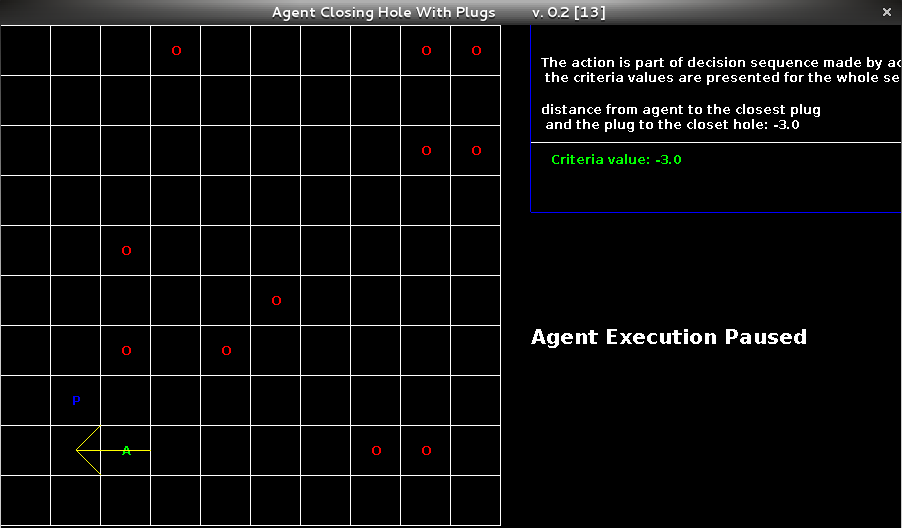 Agent Closing Hole With Plugs v. 0.2 [13]
O O O
The action is part of decision sequence made by
the criteria values are presented for the whole
distance from agent to the closest plug
and the plug to the closet hole: -3.0
O O
Criteria value: -3.0
O
O
Agent Execution Paused
O O
P
A O O